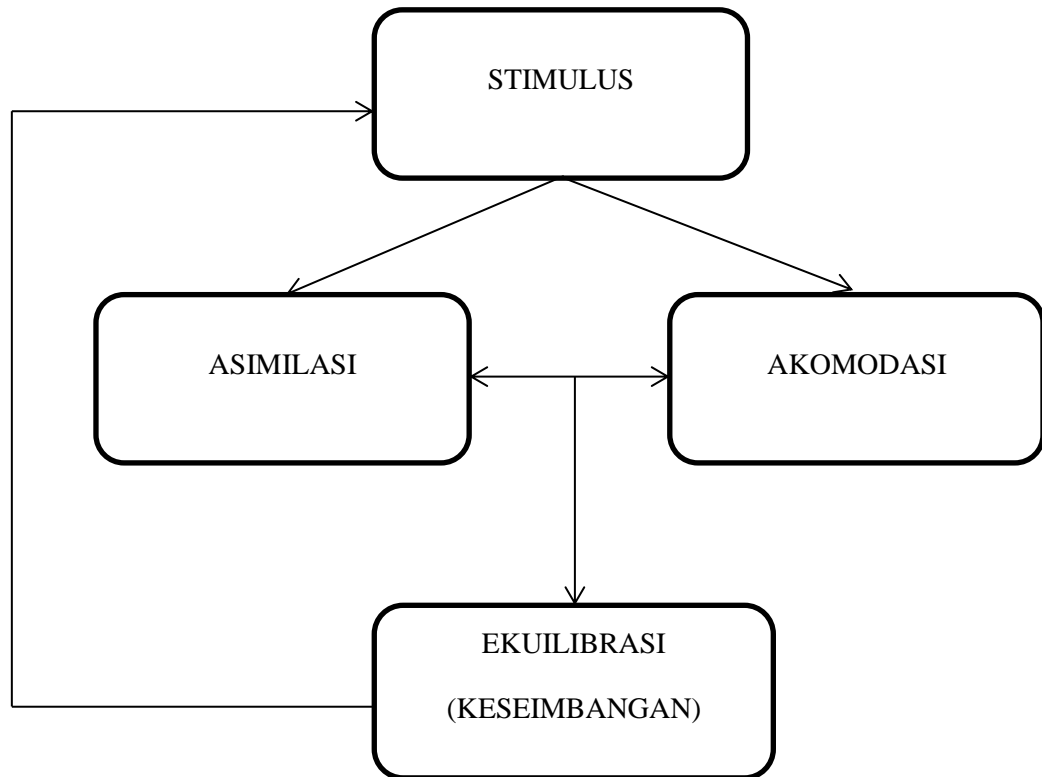 STIMULUS
ASIMILASI
AKOMODASI
EKUILIBRASI
(KESEIMBANGAN)